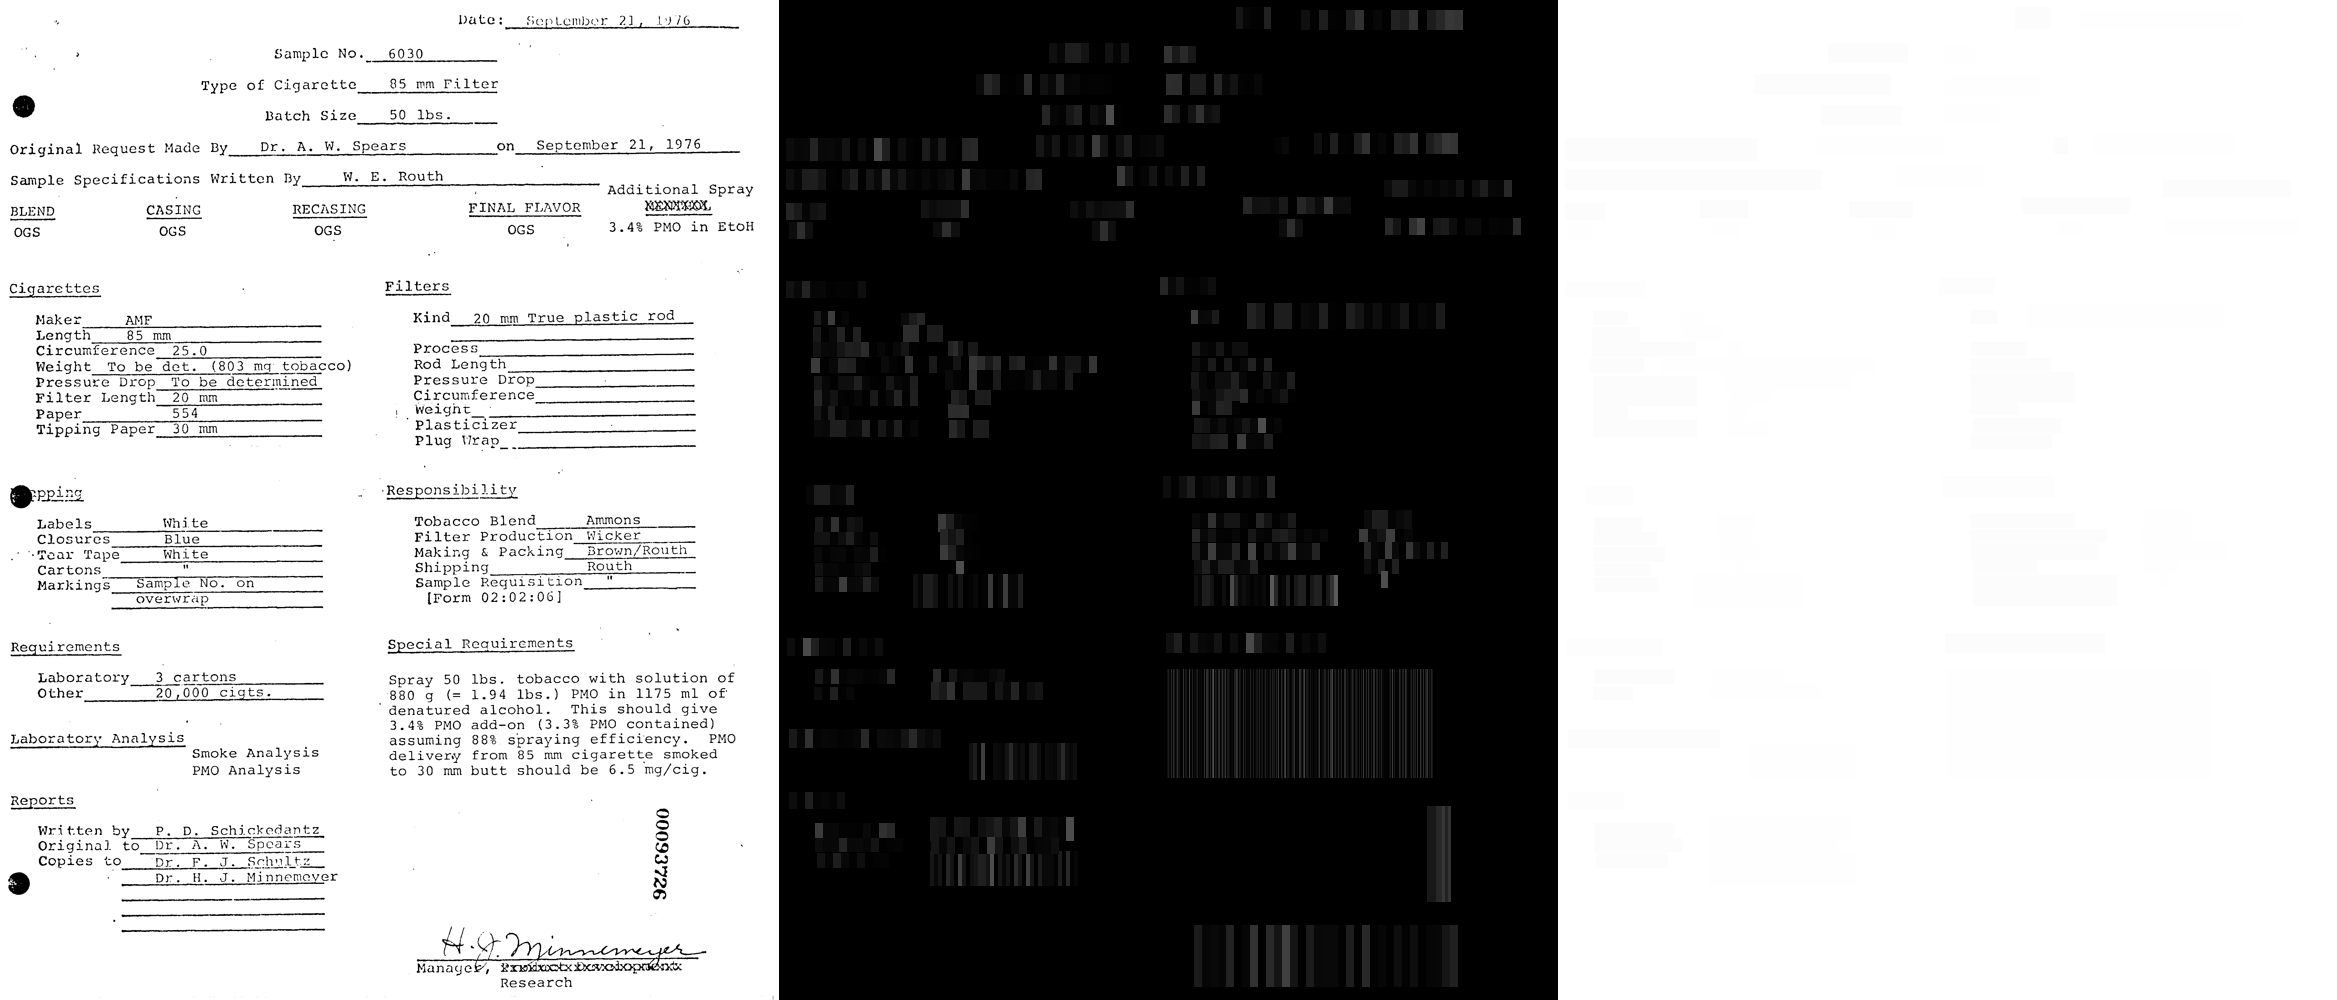 Date: September 21, 1976
Sample No. 6030
Type of Cigarette 85 mm Filter
Batch Size 50 lbs.
Original Request Made By Dr. A. W. Spears on September 21, 1976
Sample Specifications Written By W. E. Routh
Additional Spray
BLEND CASING RECASING FINAL FLAVOR
OGS OGS OGS OGS 3.4% PMO in EtoH
Cigarettes
Maker AMF
Length 85 mm
Circumference 25.0
Weight To be det. (803 mg tobacco)
Pressure Drop To be determined
Filter Length 20 mm
Paper 554
Tipping Paper 30 mm
Filters
Kind 20 mm True plastic rod
Process
Rod Length
Pressure Drop
Circumference
Weight
Plasticizer
Plug Wrap
pping
Labels White
Closures Blue
Tear Tape White
Cartons "
Markings Sample No. on
overwrap
Responsibility
Tobacco Blend Ammons
Filter Production Wicker
Making & Packing Brown/Routh
Shipping Routh
Sample Requisition "
[Form 02:02:06]
Requirements
Laboratory 3 cartons
Other 20,000 cigts.
Special Requirements
Spray 50 lbs. tobacco with solution of
880 g (= 1.94 lbs.) PMO in 1175 ml of
denatured alcohol. This should give
3.4% PMO add-on (3.3% PMO contained)
assuming 88% spraying efficiency. PMO
delivery from 85 mm cigarette smoked
to 30 mm butt should be 6.5 mg/cig.
Laboratory Analysis
Smoke Analysis
PMO Analysis
Reports
Written by P. D. Schickedantz
Original to Dr. A. W. Spears
Copies to Dr. F. J. Schultz
Dr. H. J. Minnemeyer
00093726
H. J. Minnemeyer
Manager,
Research